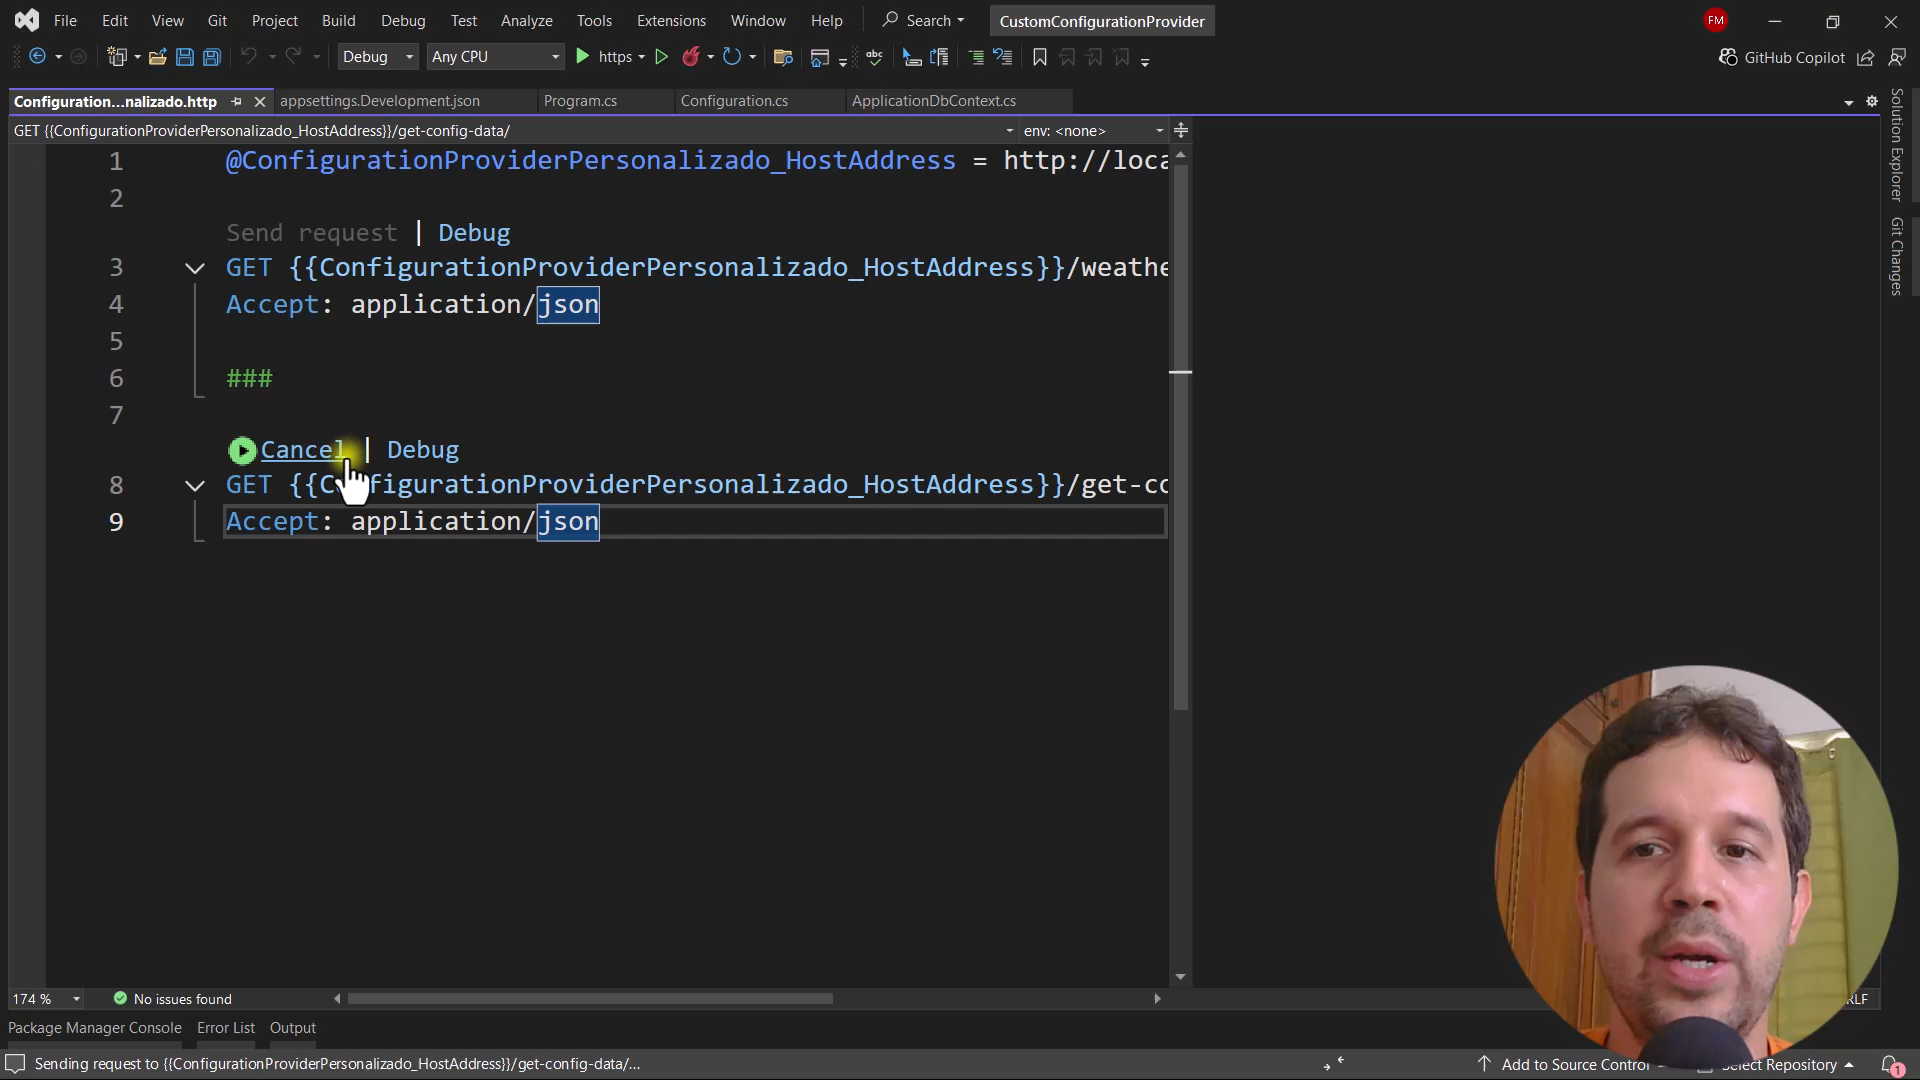 File Edit View Git Project Build Debug Test Analyze Tools Extensions Window Help Search CustomConfigurationProvider FM
Debug Any CPU https abc GitHub Copilot
Configuration...nalizado.http appsettings.Development.json Program.cs Configuration.cs ApplicationDbContext.cs
GET {{ConfigurationProviderPersonalizado_HostAddress}}/get-config-data/ env: <none>
1 @ConfigurationProviderPersonalizado_HostAddress = http://loca
2
Send request | Debug
3 GET {{ConfigurationProviderPersonalizado_HostAddress}}/weathe
4 Accept: application/json
5
6 ###
7
Cancel | Debug
8 GET {{ConfigurationProviderPersonalizado_HostAddress}}/get-co
9 Accept: application/json
Solution Explorer
Git Changes
174 % No issues found RLF
Package Manager Console Error List Output
Sending request to {{ConfigurationProviderPersonalizado_HostAddress}}/get-config-data/... Add to Source Control Select Repository 1